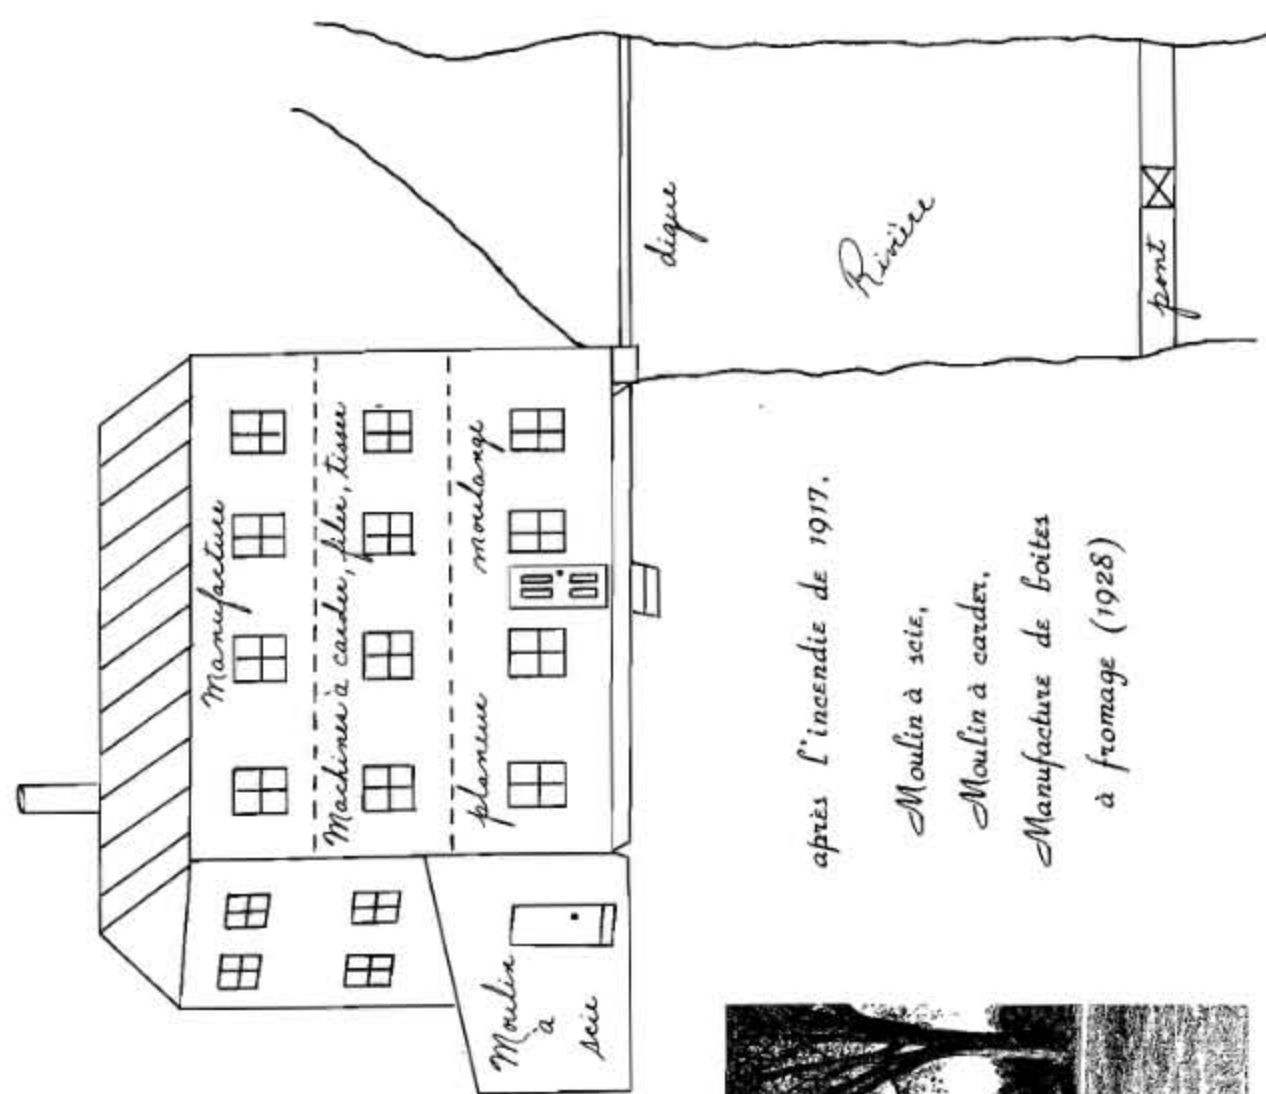 Manufacture
Machines à carder, filer, tisser
planeur moulange
Moulin
à
scie
digue
Rivière
pont
après l'incendie de 1917.
Moulin à scie,
Moulin à carder,
Manufacture de boites
à fromage (1928)